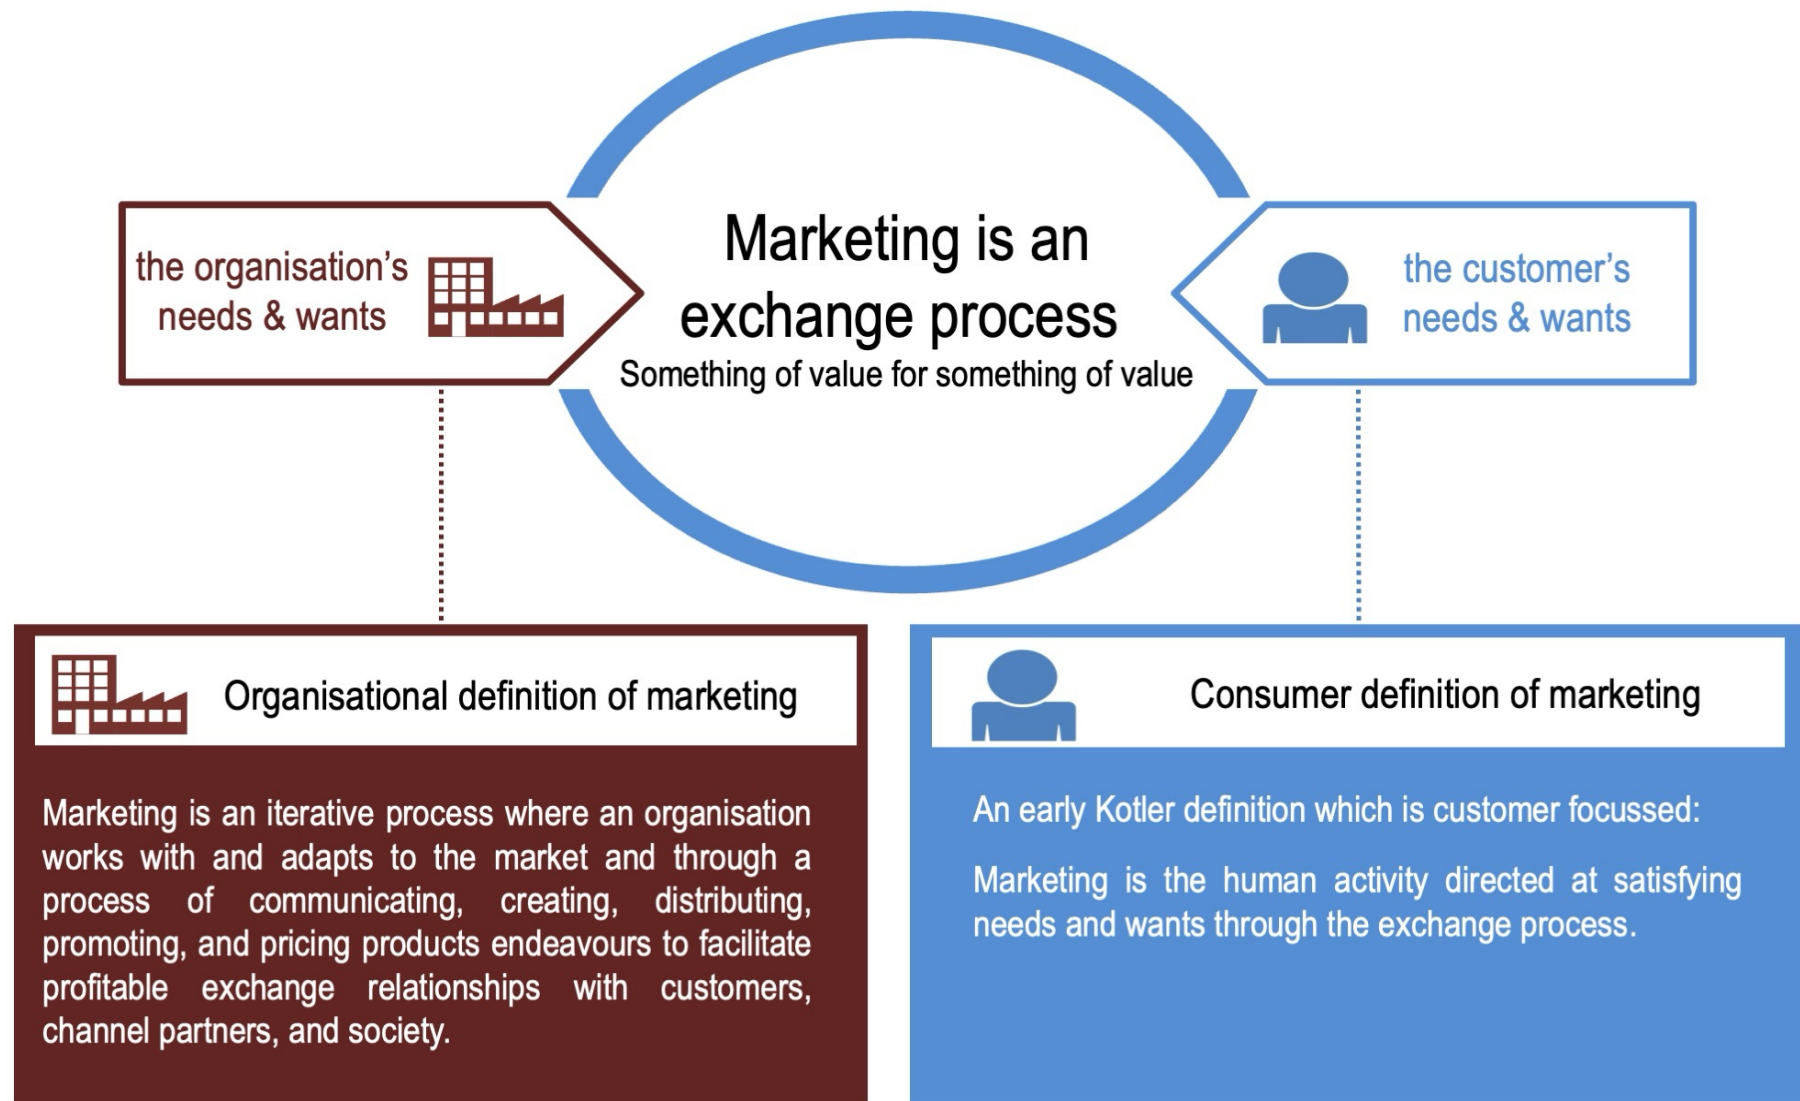 Marketing is an
exchange process
Something of value for something of value
the organisation’s
needs & wants
the customer’s
needs & wants
Organisational definition of marketing
Marketing is an iterative process where an organisation
works with and adapts to the market and through a
process of communicating, creating, distributing,
promoting, and pricing products endeavours to facilitate
profitable exchange relationships with customers,
channel partners, and society.
Consumer definition of marketing
An early Kotler definition which is customer focussed:
Marketing is the human activity directed at satisfying
needs and wants through the exchange process.